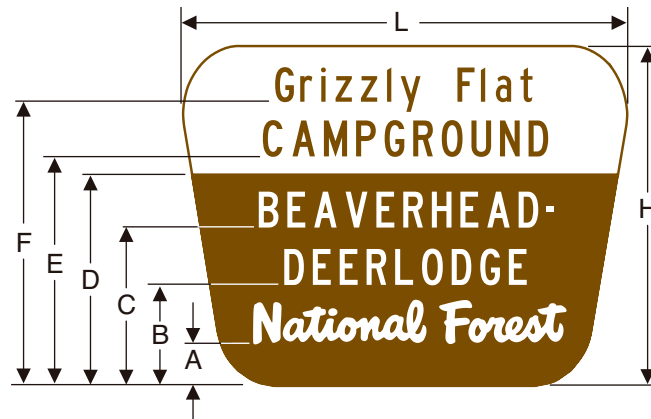 L
Grizzly Flat
CAMPGROUND
BEAVERHEAD-
DEERLODGE
National Forest
F
E
D
C
B
A
H